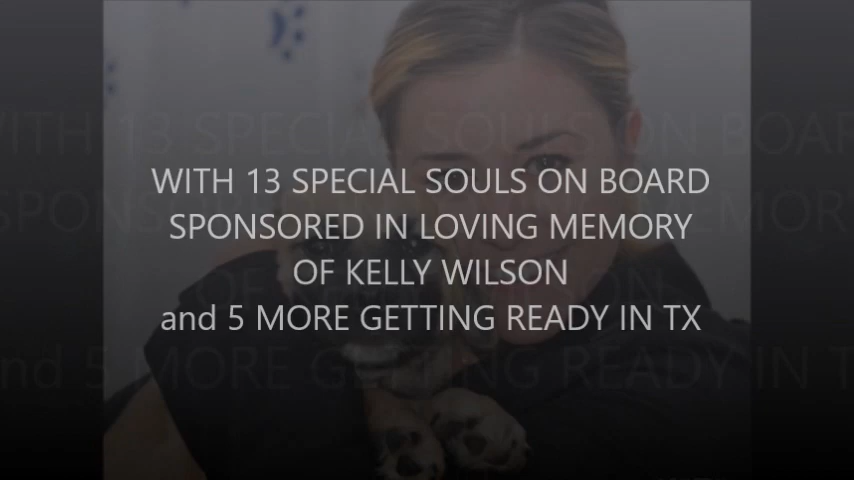 WITH 13 SPECIAL SOULS ON BOARD
SPONSORED IN LOVING MEMORY
OF KELLY WILSON
and 5 MORE GETTING READY IN TX